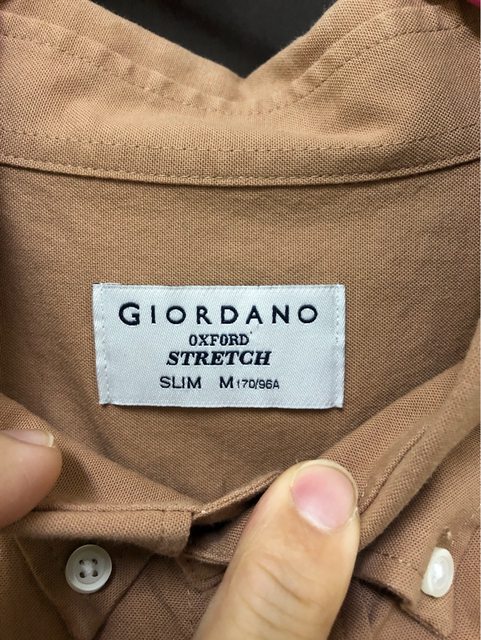 GIORDANO
OXFORD
STRETCH
SLIM M 170/96A